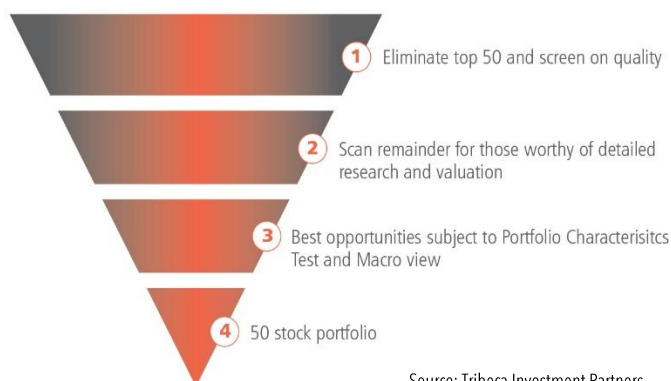 1 Eliminate top 50 and screen on quality
2 Scan remainder for those worthy of detailed
research and valuation
3 Best opportunities subject to Portfolio Characterisitcs
Test and Macro view
4 50 stock portfolio
Source: Tribeca Investment Partners